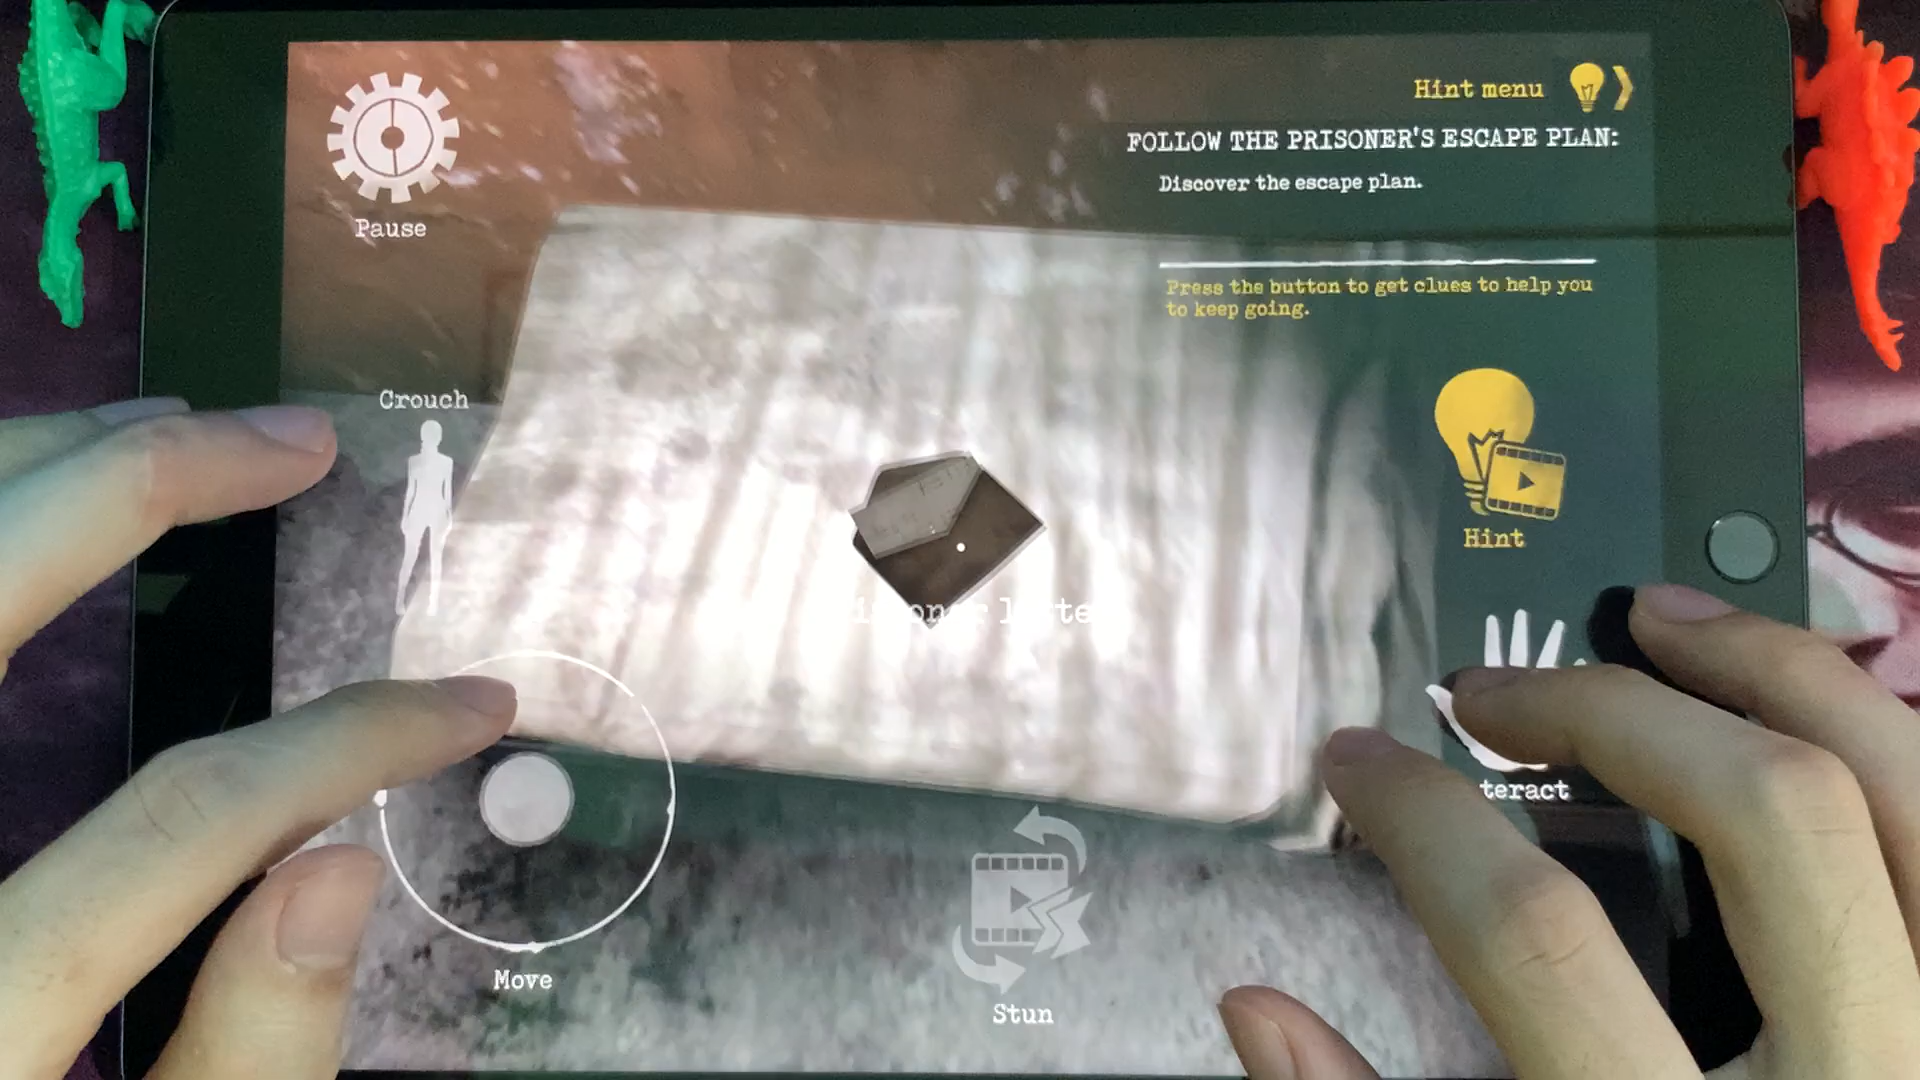 Hint menu
FOLLOW THE PRISONER'S ESCAPE PLAN:
Discover the escape plan.
Pause
Press the button to get clues to help you
to keep going.
Crouch
Hint
teract
Move
Stun